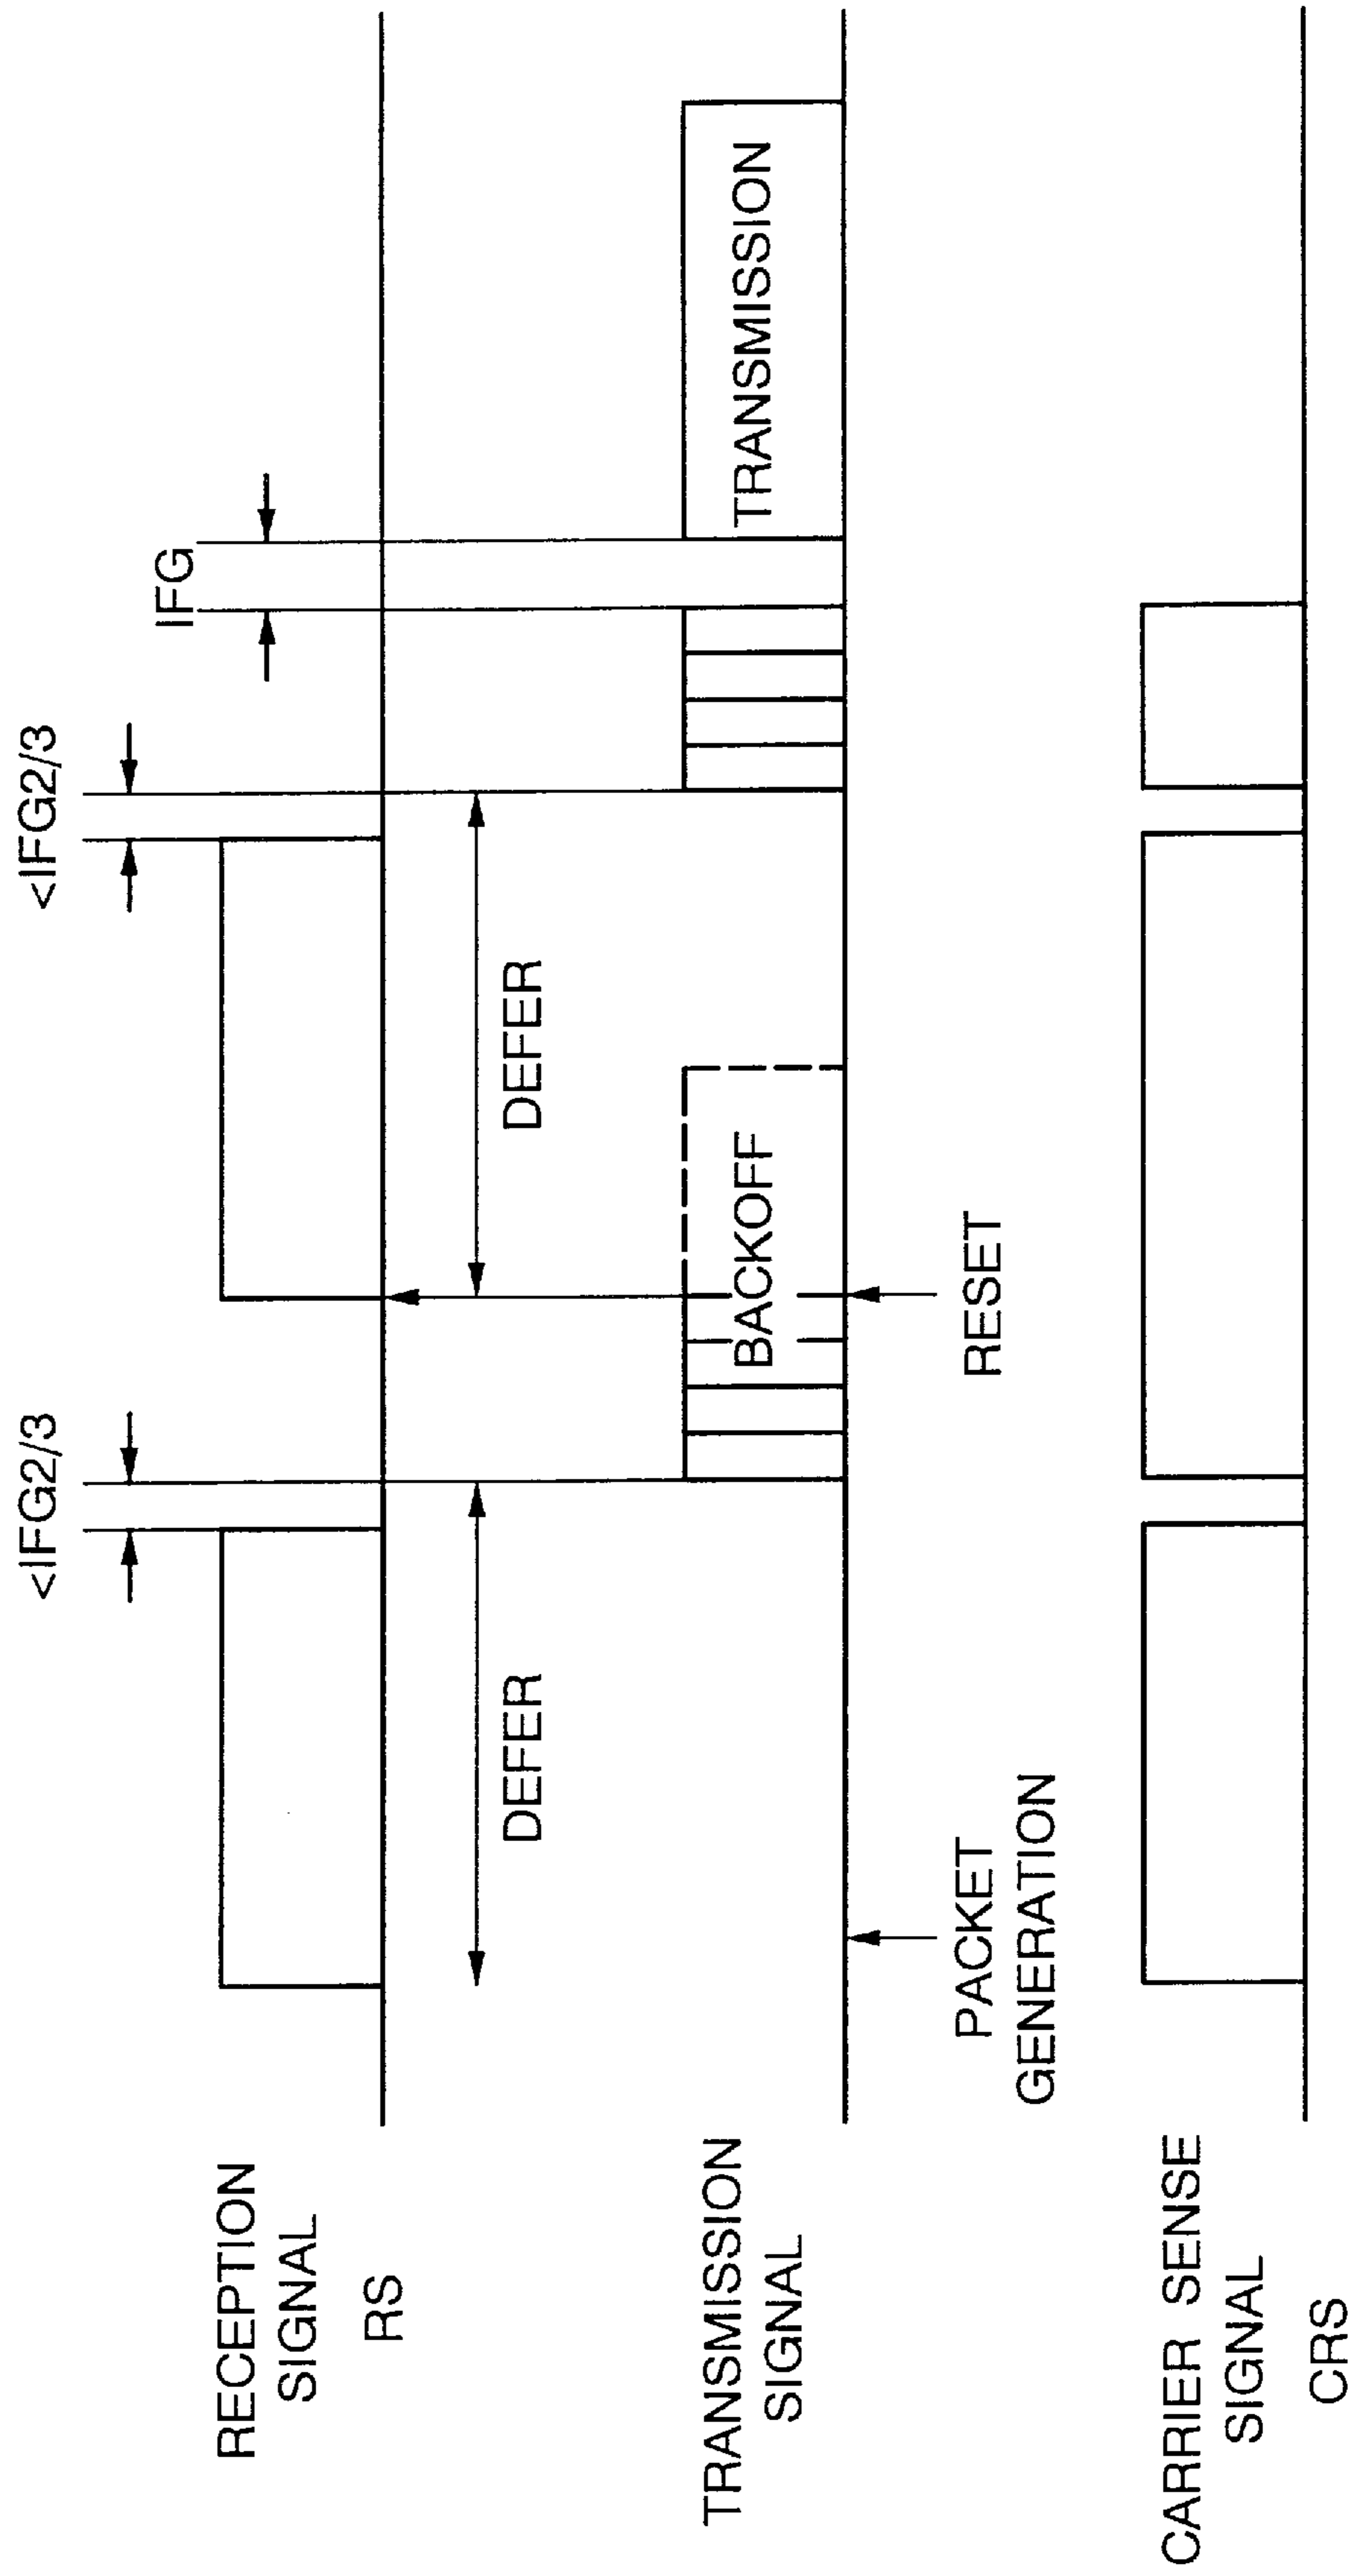 <IFG2/3
<IFG2/3
IFG
RECEPTION
SIGNAL
RS
DEFER
DEFER
TRANSMISSION
SIGNAL
BACKOFF
TRANSMISSION
PACKET
GENERATION
RESET
CARRIER SENSE
SIGNAL
CRS